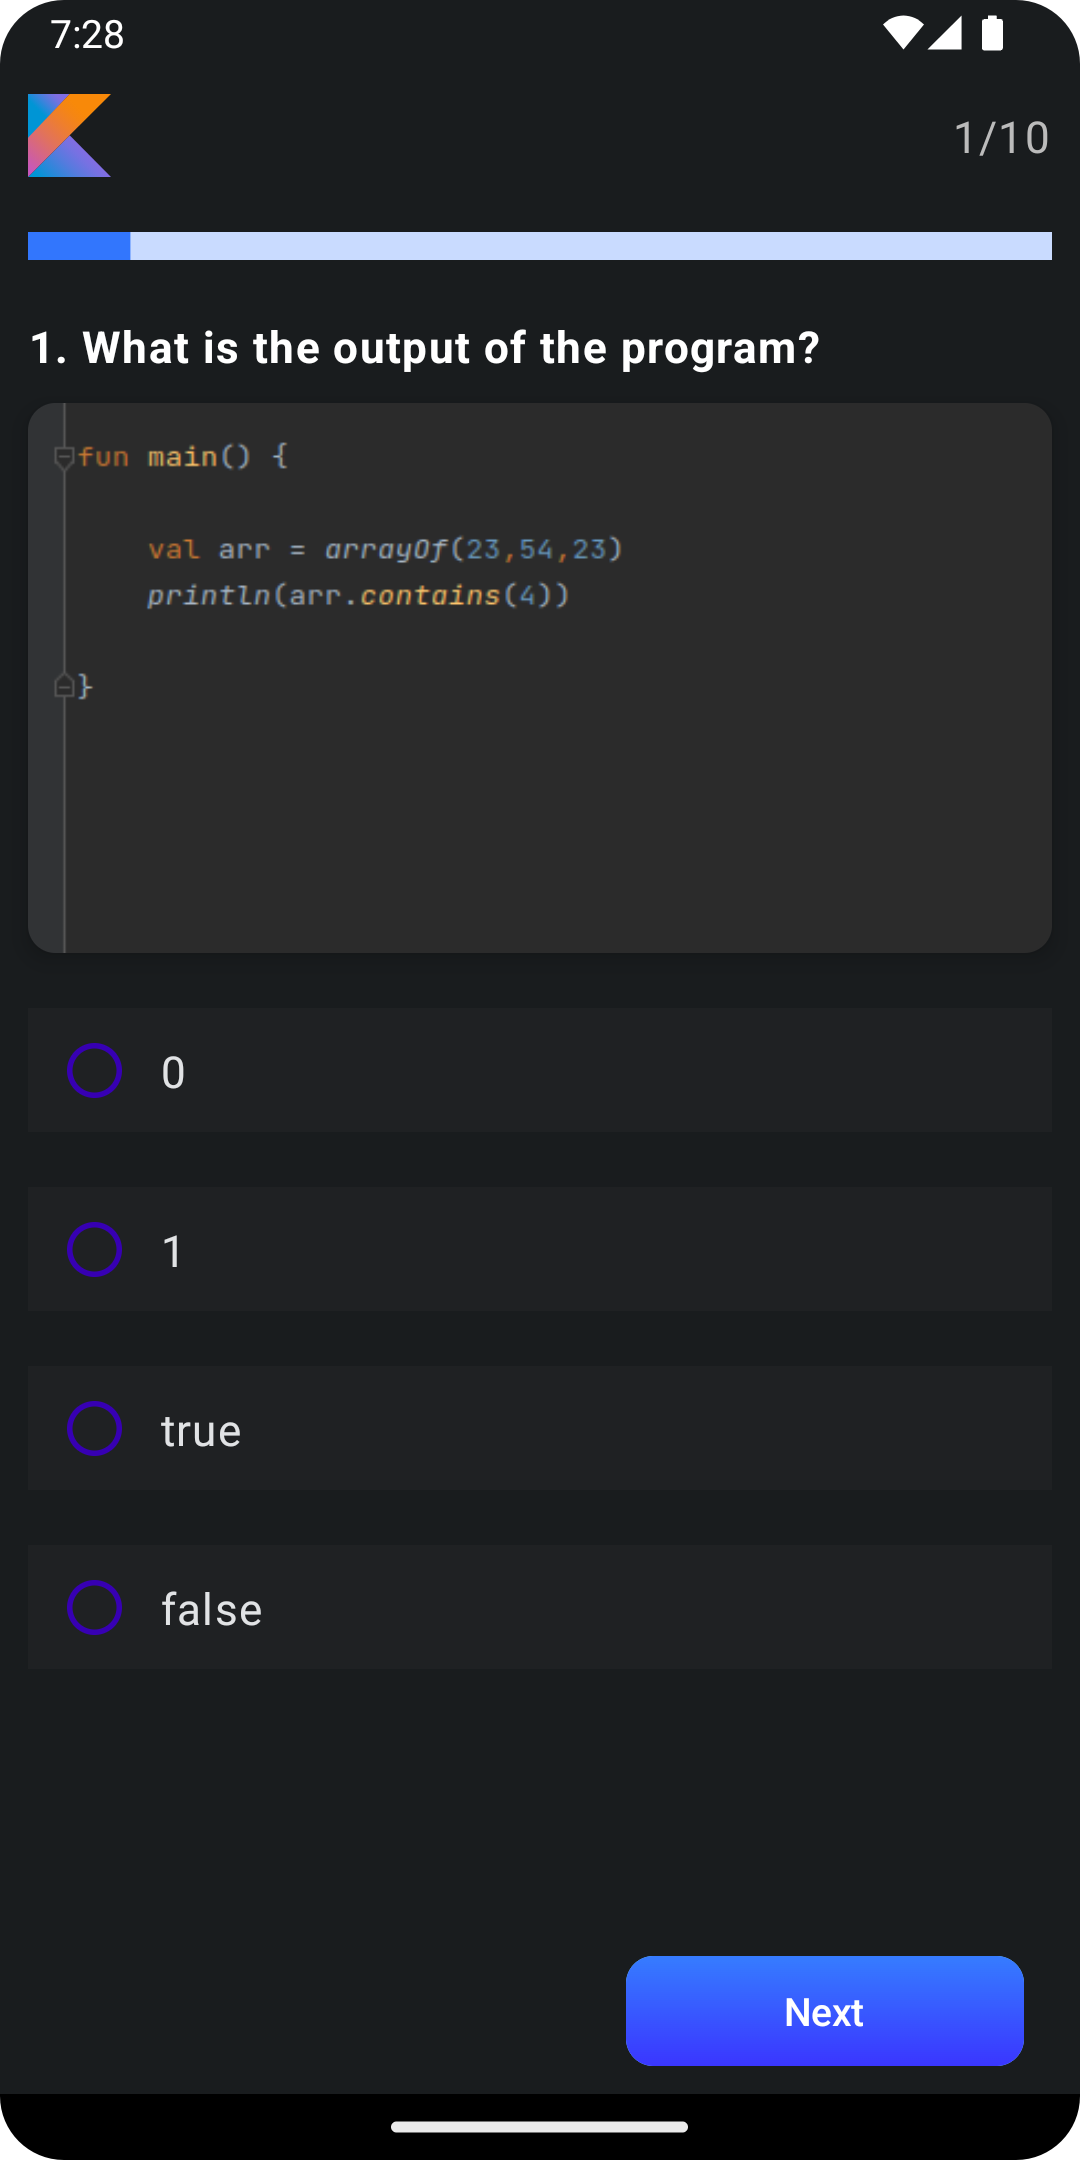 7:28
1/10
1. What is the output of the program?
fun main() {
val arr = arrayOf(23,54,23)
println(arr.contains(4))
}
0
1
true
false
Next